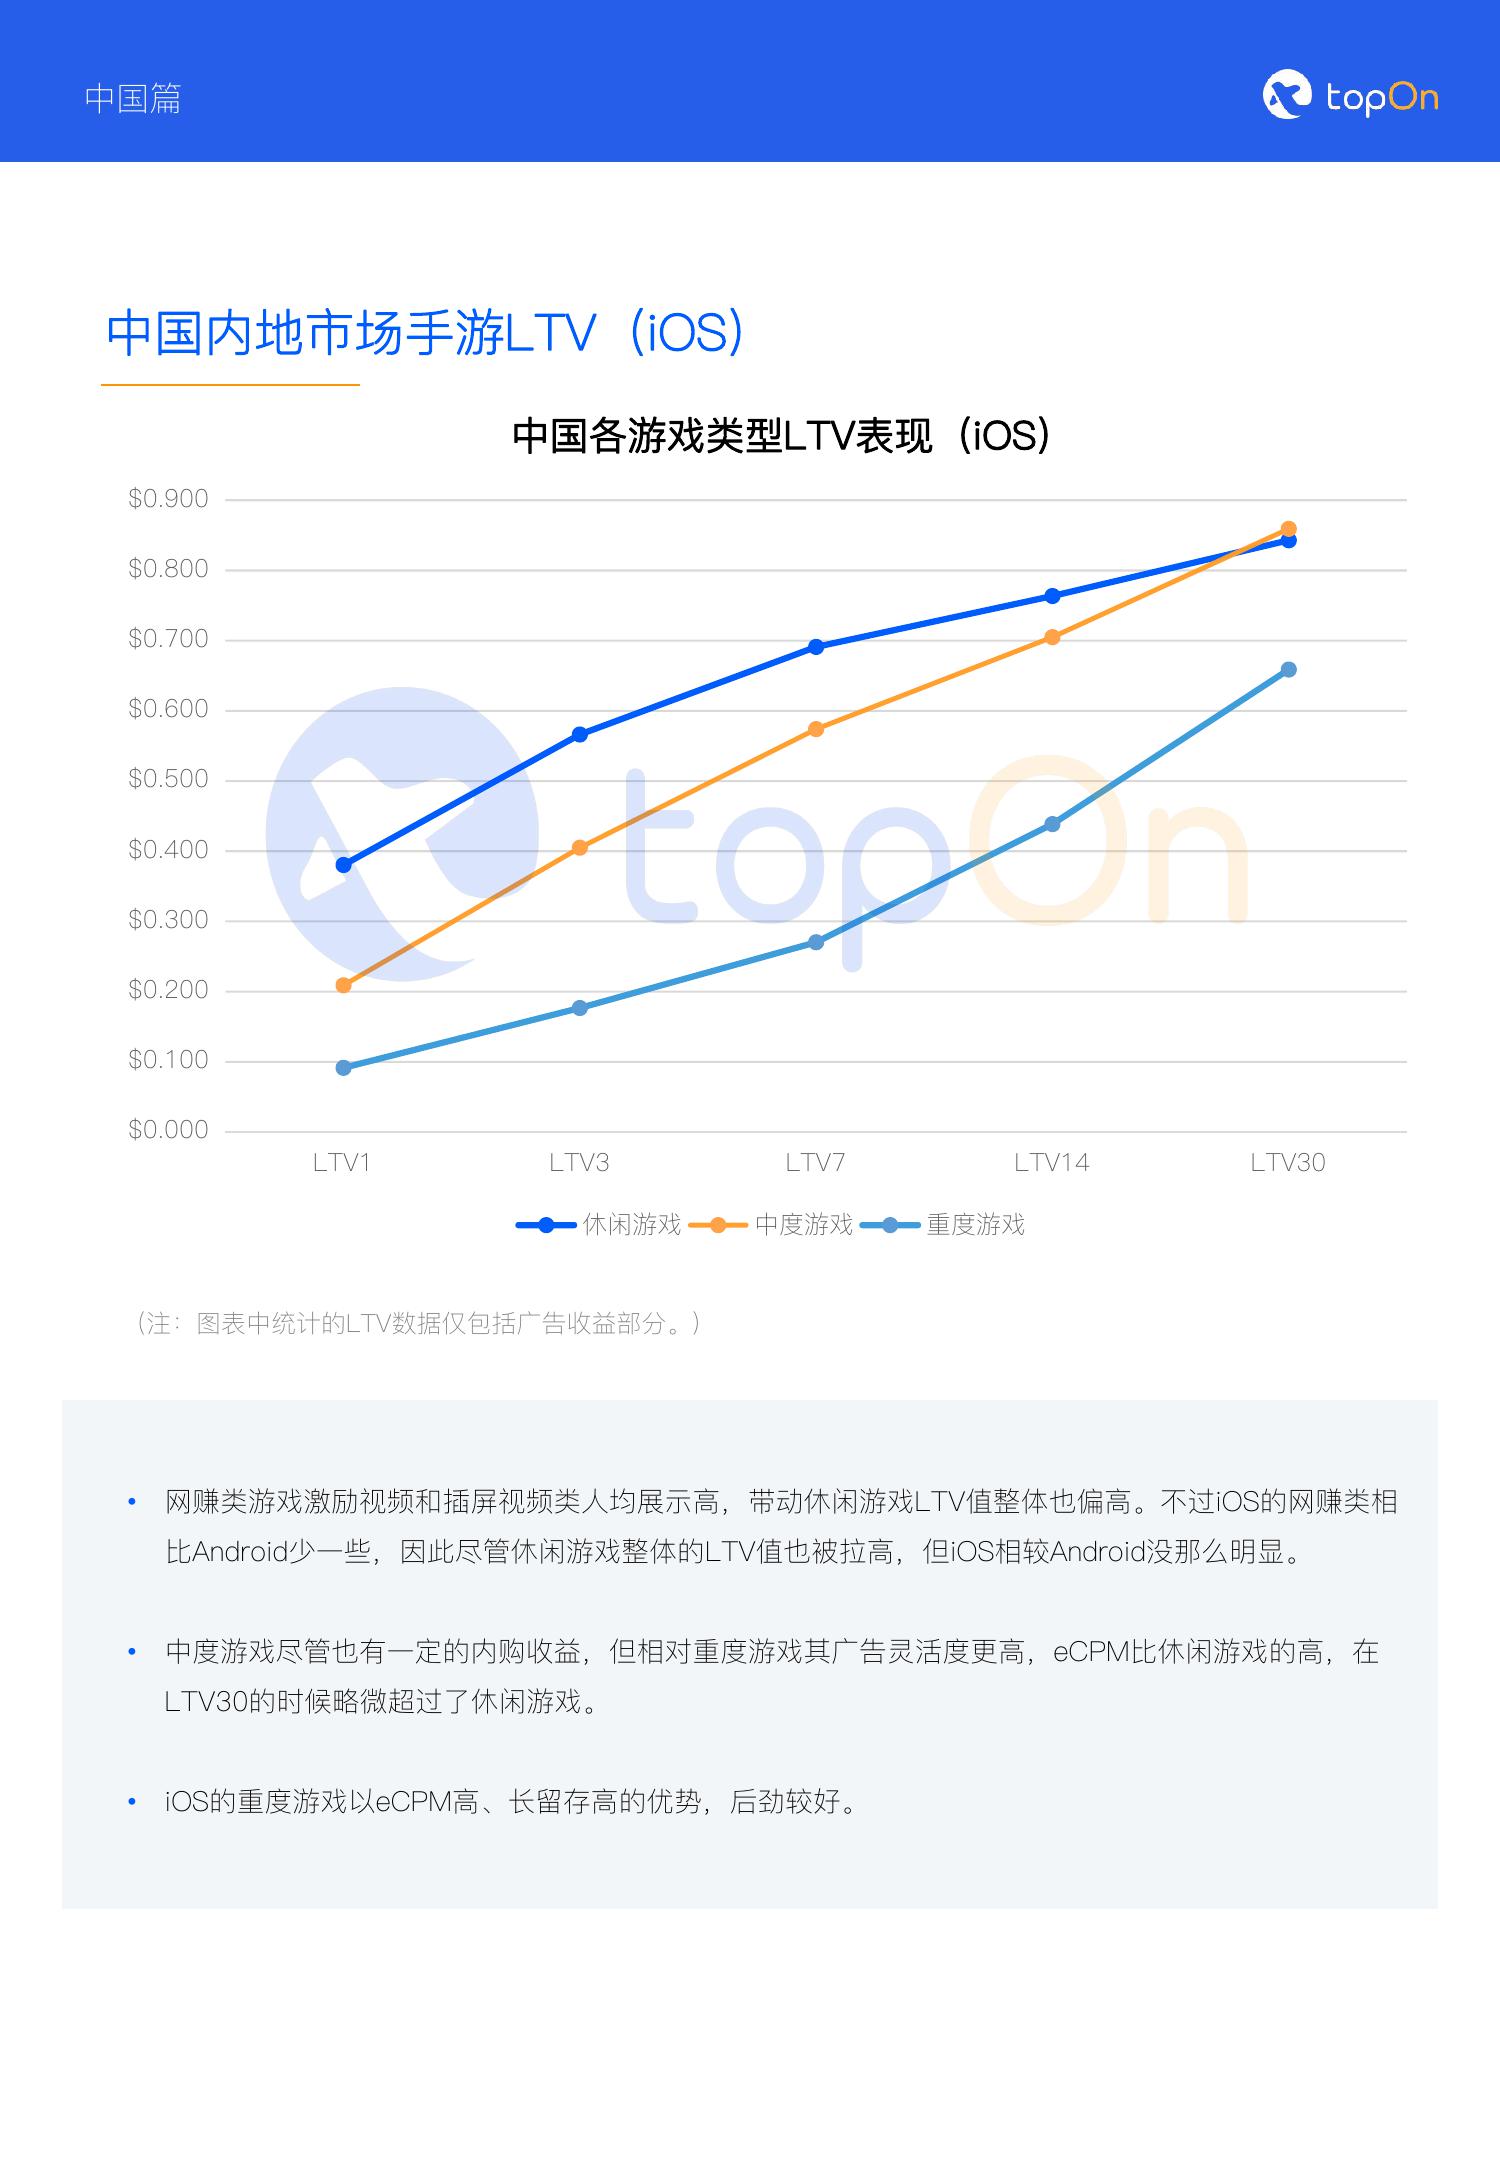 中国篇
topOn
中国内地市场手游LTV（iOS）
中国各游戏类型LTV表现（iOS）
$0.900
$0.800
$0.700
$0.600
$0.500
$0.400
$0.300
$0.200
$0.100
$0.000
topOn
LTV1 LTV3 LTV7 LTV14 LTV30
休闲游戏 中度游戏 重度游戏
（注：图表中统计的LTV数据仅包括广告收益部分。）
• 网赚类游戏激励视频和插屏视频类人均展示高，带动休闲游戏LTV值整体也偏高。不过iOS的网赚类相
比Android少一些，因此尽管休闲游戏整体的LTV值也被拉高，但iOS相较Android没那么明显。
• 中度游戏尽管也有一定的内购收益，但相对重度游戏其广告灵活度更高，eCPM比休闲游戏的高，在
LTV30的时候略微超过了休闲游戏。
• iOS的重度游戏以eCPM高、长留存高的优势，后劲较好。